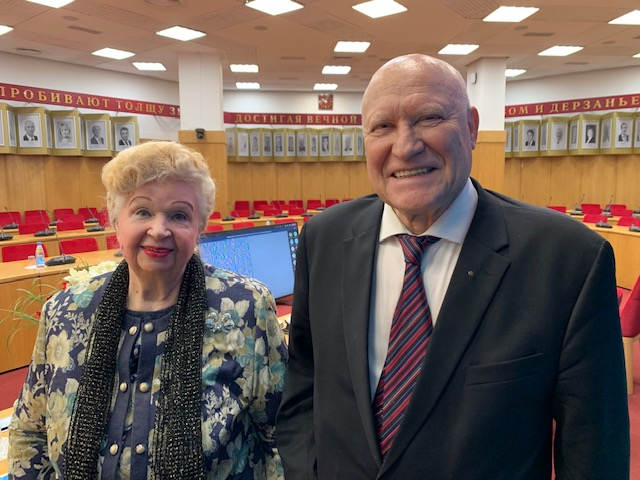 ПРОБИВАЮТ ТОЛЩУ
ДОСТИГАЯ ВЕЧНОЙ
ОМ И ДЕРЗАНЬЕ